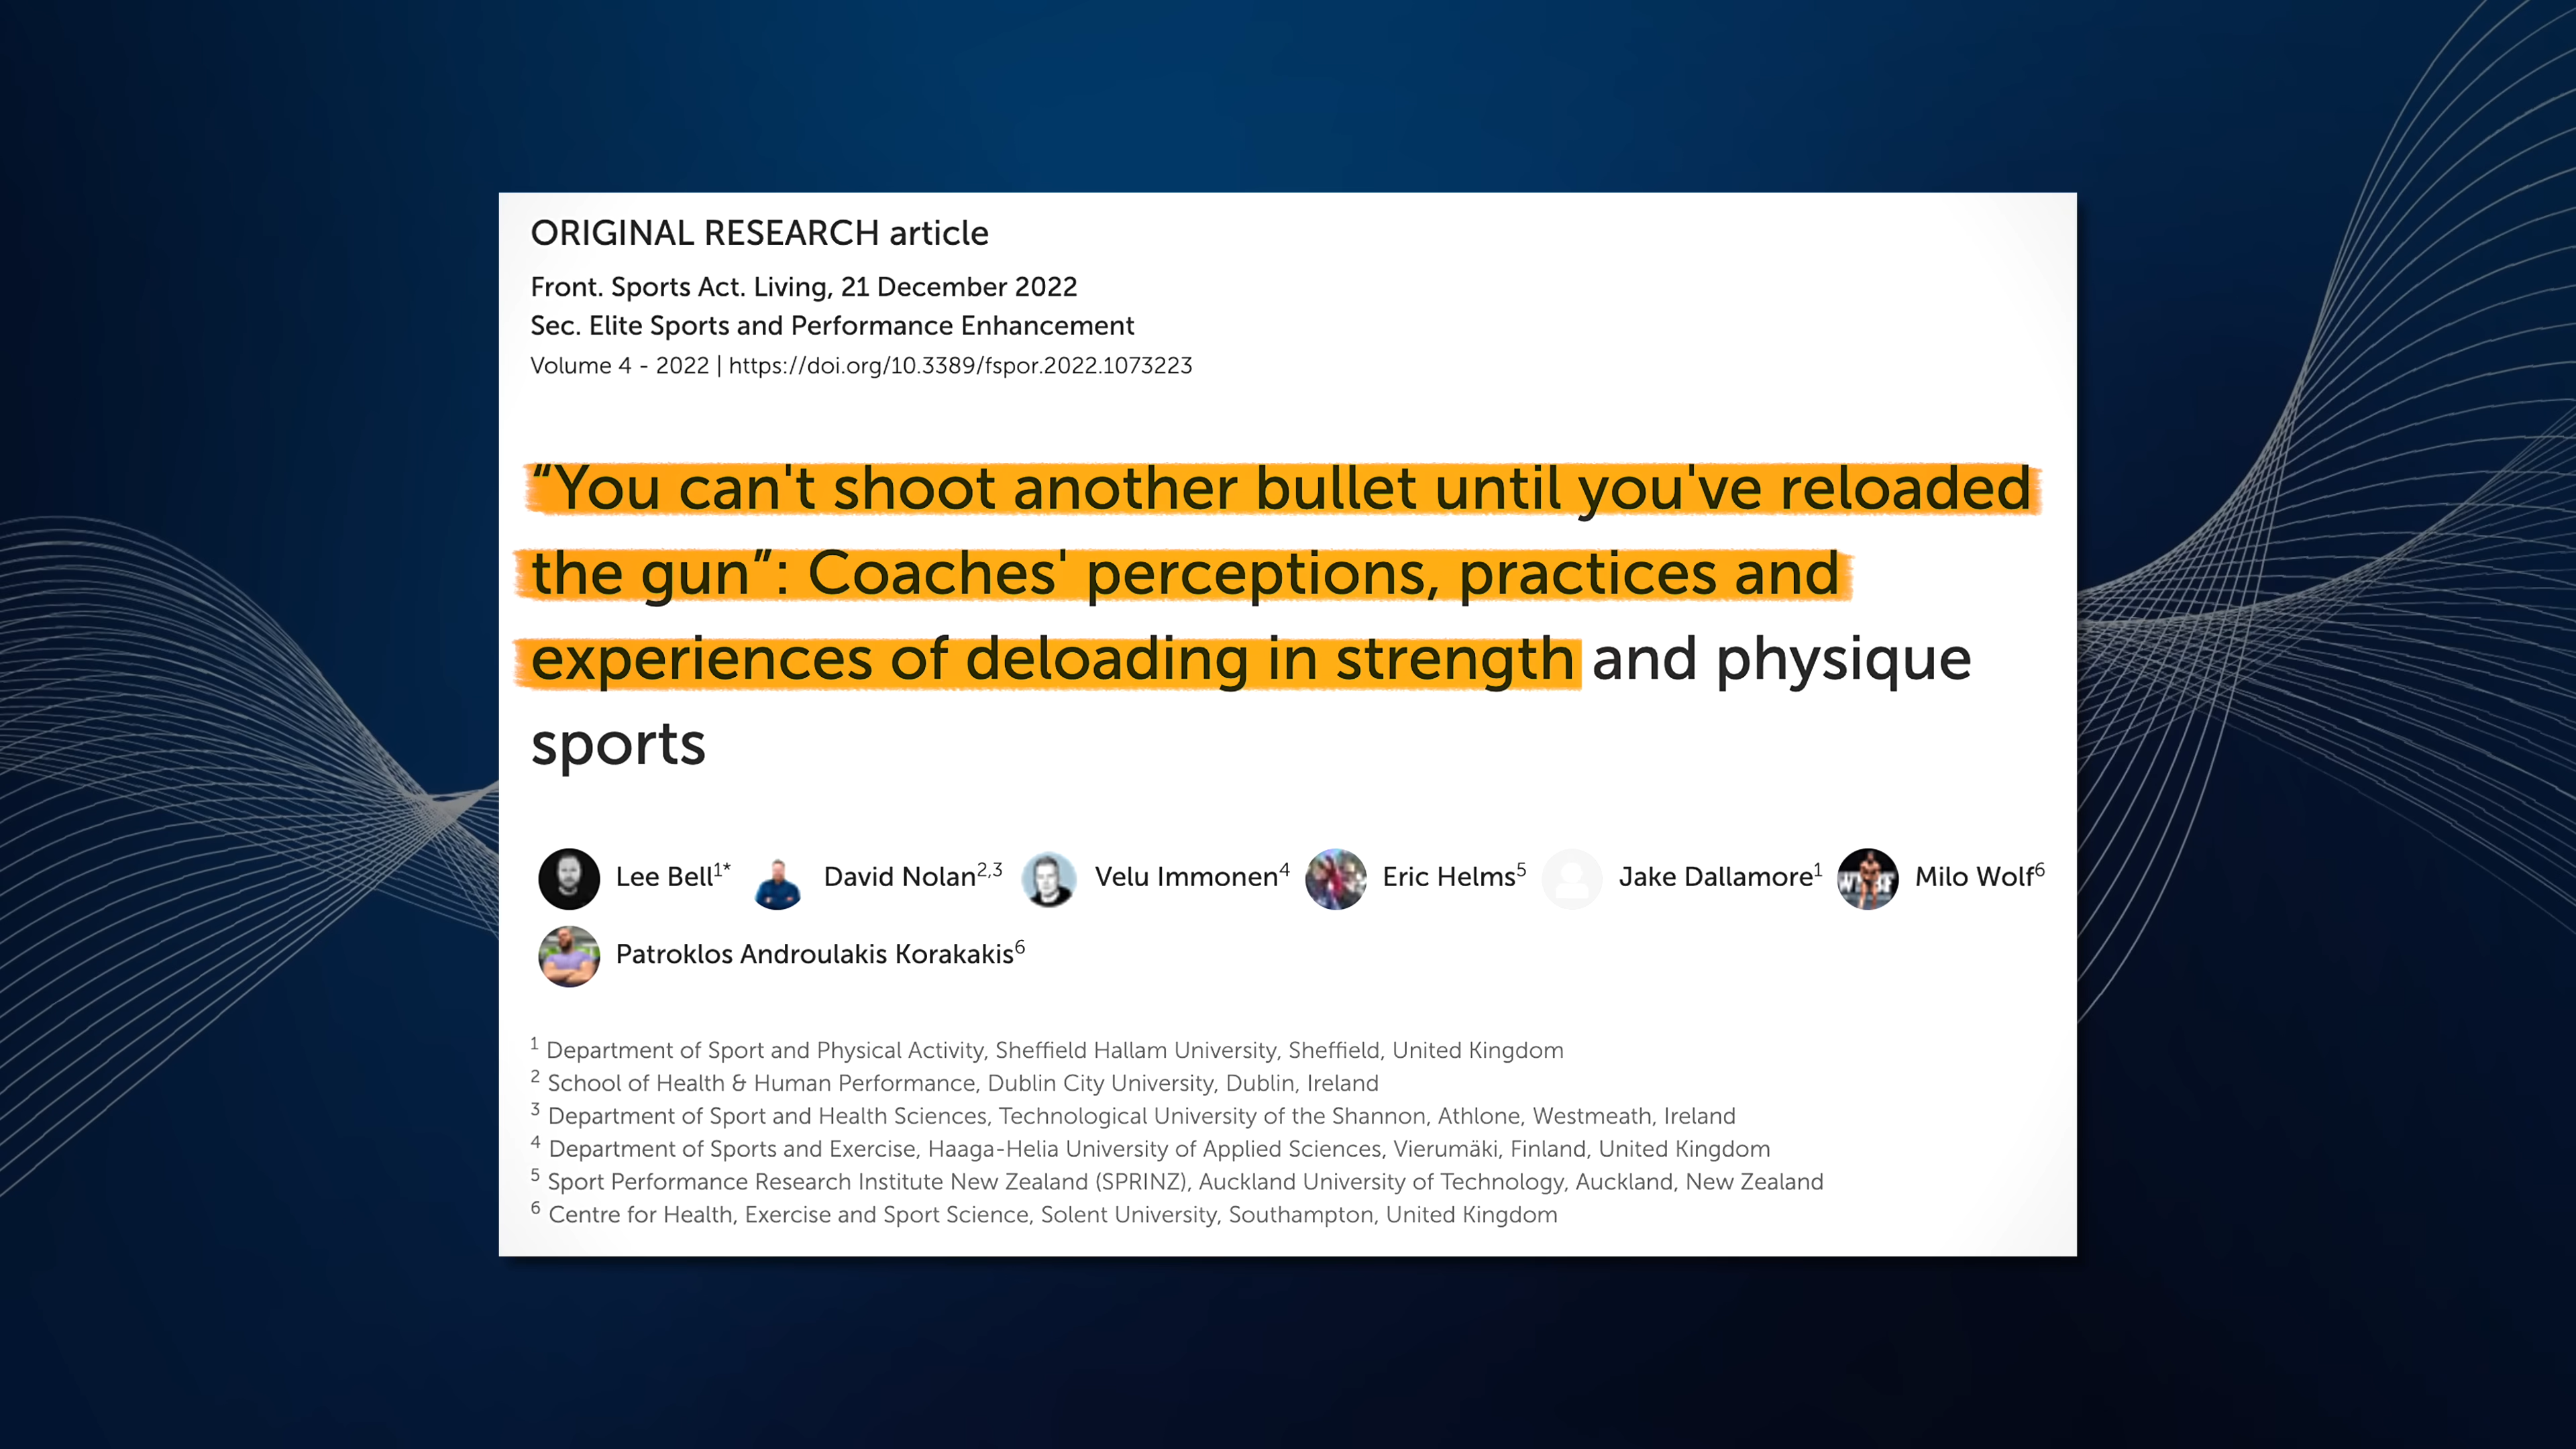 ORIGINAL RESEARCH article
Front. Sports Act. Living, 21 December 2022
Sec. Elite Sports and Performance Enhancement
Volume 4 - 2022 | https://doi.org/10.3389/fspor.2022.1073223
“You can't shoot another bullet until you've reloaded
the gun”: Coaches' perceptions, practices and
experiences of deloading in strength and physique
sports
Lee Bell1* David Nolan2,3 Velu Immonen4 Eric Helms5 Jake Dallamore1 Milo Wolf6
Patroklos Androulakis Korakakis6
1 Department of Sport and Physical Activity, Sheffield Hallam University, Sheffield, United Kingdom
2 School of Health & Human Performance, Dublin City University, Dublin, Ireland
3 Department of Sport and Health Sciences, Technological University of the Shannon, Athlone, Westmeath, Ireland
4 Department of Sports and Exercise, Haaga-Helia University of Applied Sciences, Vierumäki, Finland, United Kingdom
5 Sport Performance Research Institute New Zealand (SPRINZ), Auckland University of Technology, Auckland, New Zealand
6 Centre for Health, Exercise and Sport Science, Solent University, Southampton, United Kingdom